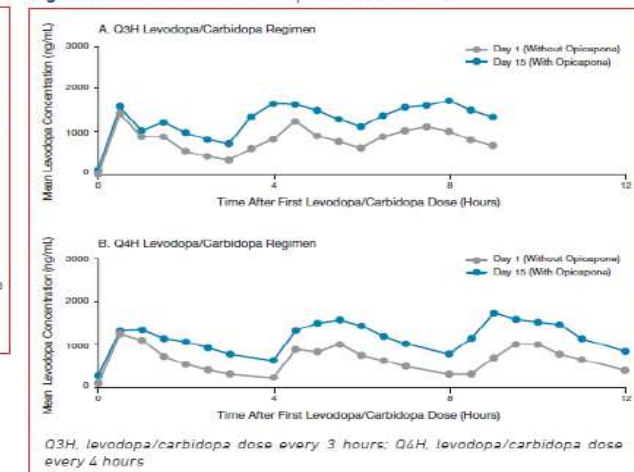 A. Q3H Levodopa/Carbidopa Regimen
Mean Levodopa Concentration (ng/mL)
3000
2000
1000
0
Day 1 (Without Opicapone)
Day 15 (With Opicapone)
0
4
8
12
Time After First Levodopa/Carbidopa Dose (Hours)
B. Q4H Levodopa/Carbidopa Regimen
Mean Levodopa Concentration (ng/mL)
3000
2000
1000
0
Day 1 (Without Opicapone)
Day 15 (With Opicapone)
0
4
8
12
Time After First Levodopa/Carbidopa Dose (Hours)
Q3H, levodopa/carbidopa dose every 3 hours; Q4H, levodopa/carbidopa dose
every 4 hours